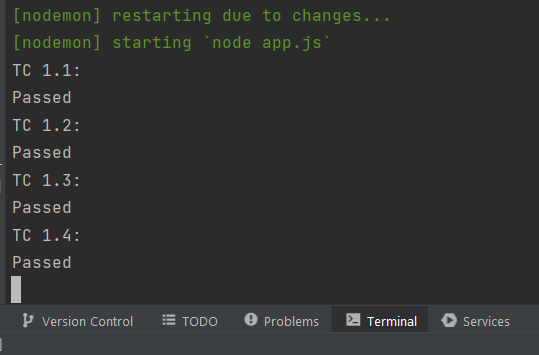 [nodemon] restarting due to changes...
[nodemon] starting `node app.js`
TC 1.1:
Passed
TC 1.2:
Passed
TC 1.3:
Passed
TC 1.4:
Passed
Version Control TODO Problems Terminal Services